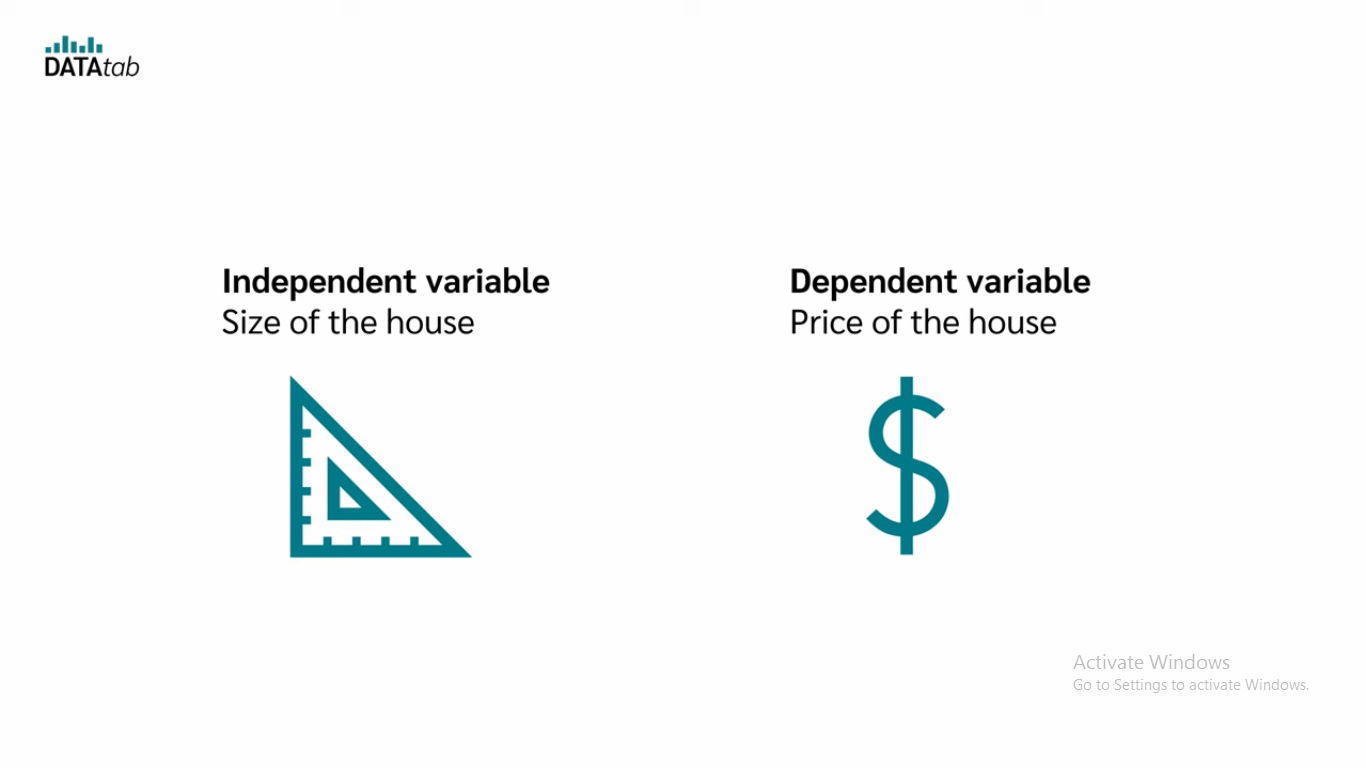 DATAtab
Independent variable
Size of the house
Dependent variable
Price of the house
$
Activate Windows
Go to Settings to activate Windows.